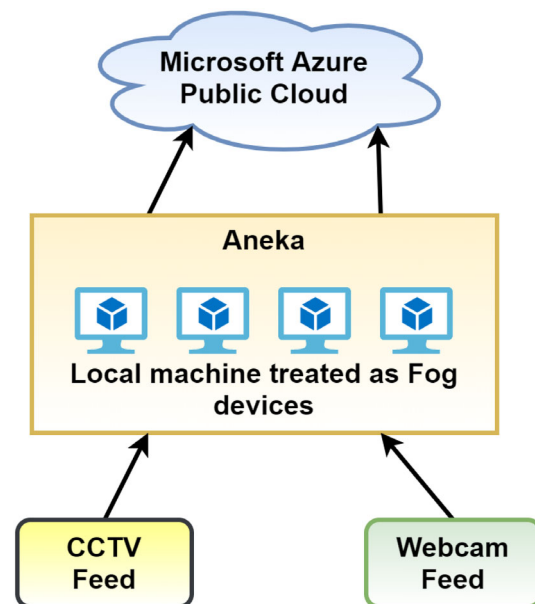 Microsoft Azure
Public Cloud
Aneka
Local machine treated as Fog
devices
CCTV
Feed
Webcam
Feed